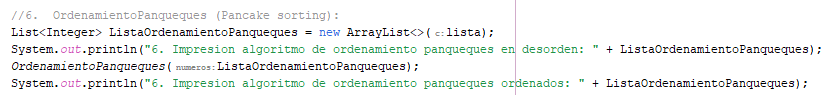 //6.  OrdenamientoPanqueques (Pancake sorting):
List<Integer> ListaOrdenamientoPanqueques = new ArrayList<>(c:lista);
System.out.println("6. Impresion algoritmo de ordenamiento panqueques en desorden: " + ListaOrdenamientoPanqueques);
OrdenamientoPanqueques(numeros:ListaOrdenamientoPanqueques);
System.out.println("6. Impresion algoritmo de ordenamiento panqueques ordenados: " + ListaOrdenamientoPanqueques);